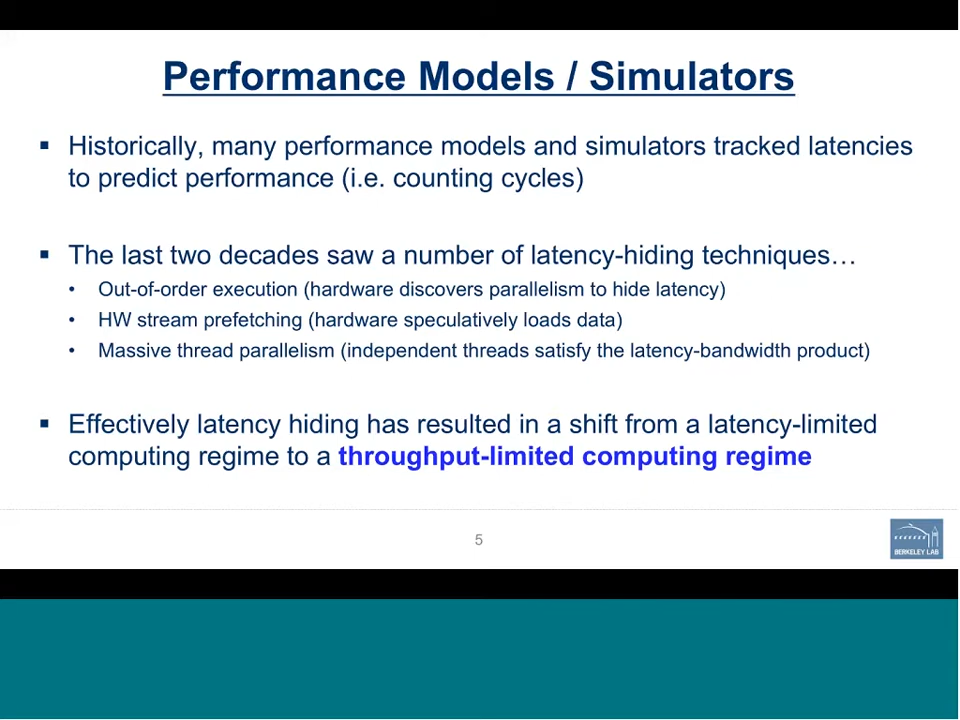 Performance Models / Simulators
▪ Historically, many performance models and simulators tracked latencies
to predict performance (i.e. counting cycles)
▪ The last two decades saw a number of latency-hiding techniques…
• Out-of-order execution (hardware discovers parallelism to hide latency)
• HW stream prefetching (hardware speculatively loads data)
• Massive thread parallelism (independent threads satisfy the latency-bandwidth product)
▪ Effectively latency hiding has resulted in a shift from a latency-limited
computing regime to a throughput-limited computing regime
5
BERKELEY LAB